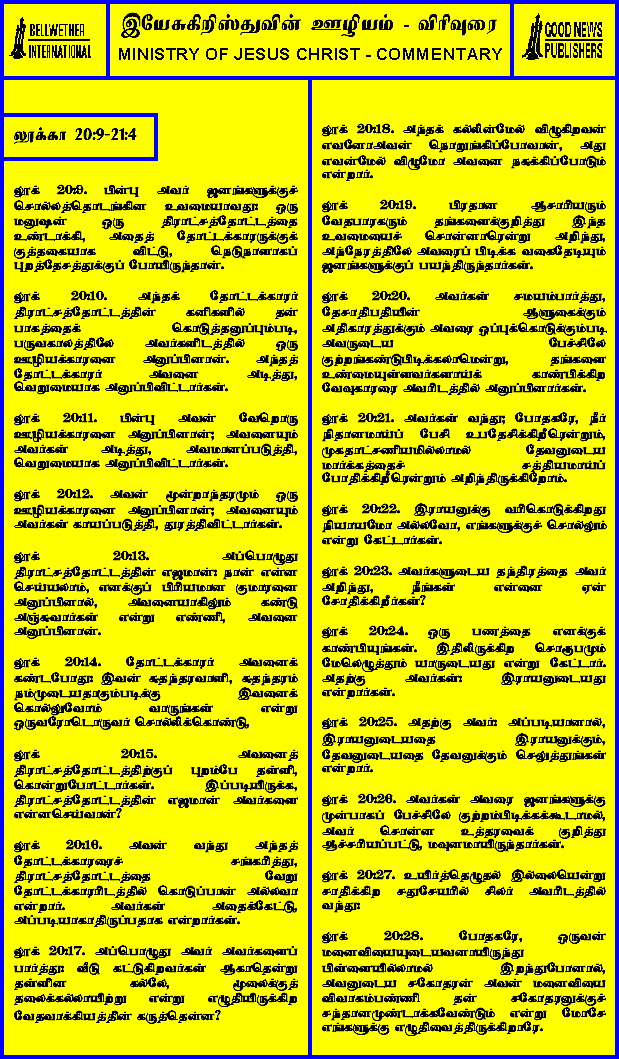 BELLWETHER
INTERNATIONAL
இயேசுகிறிஸ்துவின் ஊழியம் - விரிவுரை
MINISTRY OF JESUS CHRIST - COMMENTARY
GOOD NEWS
PUBLISHERS
லூக்கா 20:9-21:4
லூக் 20:9. பின்பு அவர் ஜனங்களுக்குச்
சொல்லத்தொடங்கின உவமையாவது: ஒரு
மனுஷன் ஒரு திராட்சத்தோட்டத்தை
உண்டாக்கி, அதைத் தோட்டக்காரருக்குக்
குத்தகையாக விட்டு, நெடுநாளாகப்
புறத்தேசத்துக்குப் போயிருந்தான்.
லூக் 20:10. அந்தத் தோட்டக்காரர்
திராட்சத்தோட்டத்தின் கனிகளில் தன்
பாகத்தைக் கொடுத்தனுப்பும்படி,
பருவகாலத்திலே அவர்களிடத்தில் ஒரு
ஊழியக்காரனை அனுப்பினான். அந்தத்
தோட்டக்காரர் அவனை அடித்து,
வெறுமையாக அனுப்பிவிட்டார்கள்.
லூக் 20:11. பின்பு அவன் வேறொரு
ஊழியக்காரனை அனுப்பினான்; அவனையும்
அவர்கள் அடித்து, அவமானப்படுத்தி,
வெறுமையாக அனுப்பிவிட்டார்கள்.
லூக் 20:12. அவன் மூன்றாந்தரமும் ஒரு
ஊழியக்காரனை அனுப்பினான்; அவனையும்
அவர்கள் காயப்படுத்தி, துரத்திவிட்டார்கள்.
லூக் 20:13. அப்பொழுது
திராட்சத்தோட்டத்தின் எஜமான்: நான் என்ன
செய்யலாம், எனக்குப் பிரியமான குமாரனை
அனுப்பினால், அவனையாகிலும் கண்டு
அஞ்சுவார்கள் என்று எண்ணி, அவனை
அனுப்பினான்.
லூக் 20:14. தோட்டக்காரர் அவனைக்
கண்டபோது: இவன் சுதந்தரவாளி, சுதந்தரம்
நம்முடையதாகும்படிக்கு இவனைக்
கொல்லுவோம் வாருங்கள் என்று
ஒருவரோடொருவர் சொல்லிக்கொண்டு,
லூக் 20:15. அவனைத்
திராட்சத்தோட்டத்திற்குப் புறம்பே தள்ளி,
கொன்றுபோட்டார்கள். இப்படியிருக்க,
திராட்சத்தோட்டத்தின் எஜமான் அவர்களை
என்னசெய்வான்?
லூக் 20:16. அவன் வந்து அந்தத்
தோட்டக்காரரைச் சங்கரித்து,
திராட்சத்தோட்டத்தை வேறு
தோட்டக்காரரிடத்தில் கொடுப்பான் அல்லவா
என்றார். அவர்கள் அதைக்கேட்டு,
அப்படியாகாதிருப்பதாக என்றார்கள்.
லூக் 20:17. அப்பொழுது அவர் அவர்களைப்
பார்த்து: வீடு கட்டுகிறவர்கள் ஆகாதென்று
தள்ளின கல்லே, மூலைக்குத்
தலைக்கல்லாயிற்று என்று எழுதியிருக்கிற
வேதவாக்கியத்தின் கருத்தென்ன?
லூக் 20:18. அந்தக் கல்லின்மேல் விழுகிறவன்
எவனோஅவன் நொறுங்கிப்போவான், அது
எவன்மேல் விழுமோ அவனை நசுக்கிப்போடும்
என்றார்.
லூக் 20:19. பிரதான ஆசாரியரும்
வேதபாரகரும் தங்களைக்குறித்து இந்த
உவமையைச் சொன்னாரென்று அறிந்து,
அந்நேரத்திலே அவரைப் பிடிக்க வகைதேடியும்
ஜனங்களுக்குப் பயந்திருந்தார்கள்.
லூக் 20:20. அவர்கள் சமயம்பார்த்து,
தேசாதிபதியின் ஆளுகைக்கும்
அதிகாரத்துக்கும் அவரை ஒப்புக்கொடுக்கும்படி
அவருடைய பேச்சிலே
குற்றங்கண்டுபிடிக்கலாமென்று, தங்களை
உண்மையுள்ளவர்களாய்க் காண்பிக்கிற
வேவுகாரரை அவரிடத்தில் அனுப்பினார்கள்.
லூக் 20:21. அவர்கள் வந்து; போதகரே, நீர்
நிதானமாய்ப் பேசி உபதேசிக்கிறீரென்றும்,
முகதாட்சணியமில்லாமல் தேவனுடைய
மார்க்கத்தைச் சத்தியமாய்ப்
போதிக்கிறீரென்றும் அறிந்திருக்கிறோம்.
லூக் 20:22. இராயனுக்கு வரிகொடுக்கிறது
நியாயமோ அல்லவோ, எங்களுக்குச் சொல்லும்
என்று கேட்டார்கள்.
லூக் 20:23. அவர்களுடைய தந்திரத்தை அவர்
அறிந்து, நீங்கள் என்னை ஏன்
சோதிக்கிறீர்கள்?
லூக் 20:24. ஒரு பணத்தை எனக்குக்
காண்பியுங்கள். இதிலிருக்கிற சொரூபமும்
மேலெழுத்தும் யாருடையது என்று கேட்டார்.
அதற்கு அவர்கள்: இராயனுடையது
என்றார்கள்.
லூக் 20:25. அதற்கு அவர்: அப்படியானால்,
இராயனுடையதை இராயனுக்கும்,
தேவனுடையதை தேவனுக்கும் செலுத்துங்கள்
என்றார்.
லூக் 20:26. அவர்கள் அவரை ஜனங்களுக்கு
முன்பாகப் பேச்சிலே குற்றம்பிடிக்கக்கூடாமல்,
அவர் சொன்ன உத்தரவைக் குறித்து
ஆச்சரியப்பட்டு, மவுனமாயிருந்தார்கள்.
லூக் 20:27. உயிர்த்தெழுதல் இல்லையென்று
சாதிக்கிற சதுசேயரில் சிலர் அவரிடத்தில்
வந்து:
லூக் 20:28. போதகரே, ஒருவன்
மனைவியையுடையவனாயிருந்து
பிள்ளையில்லாமல் இறந்துபோனால்,
அவனுடைய சகோதரன் அவன் மனைவியை
விவாகம்பண்ணி தன் சகோதரனுக்குச்
சந்தானமுண்டாக்கவேண்டும் என்று மோசே
எங்களுக்கு எழுதிவைத்திருக்கிறாரே.